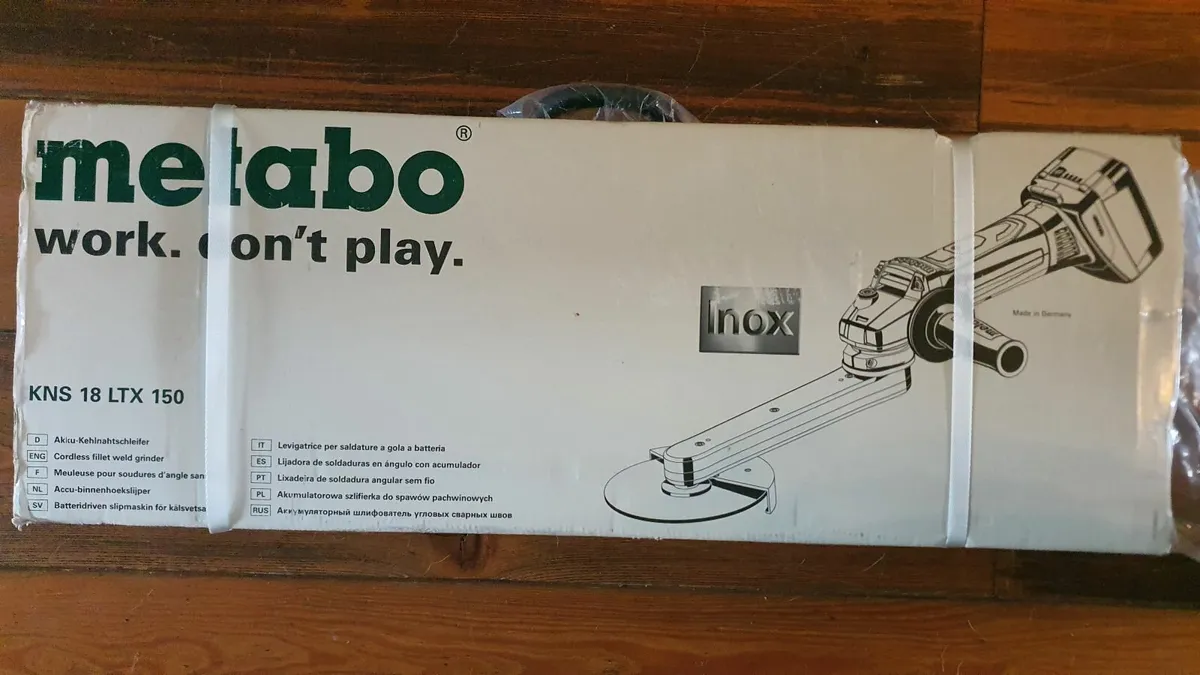 metabo®
work. don't play.
Inox
Made in Germany
KNS 18 LTX 150
D Akku-Kehlnahtschleifer
ENG Cordless fillet weld grinder
F Meuleuse pour soudures d'angle san
NL Accu-binnenhoekslijper
SV Batteridriven slipmaskin för kälsvetsa
IT Levigatrice per saldature a gola a batteria
ES Lijadora de soldaduras en ángulo con acumulador
PT Lixadeira de soldadura angular sem fio
PL Akumulatorowa szlifierka do spawów pachwinowych
RUS Аккумуляторный шлифователь угловых сварных швов